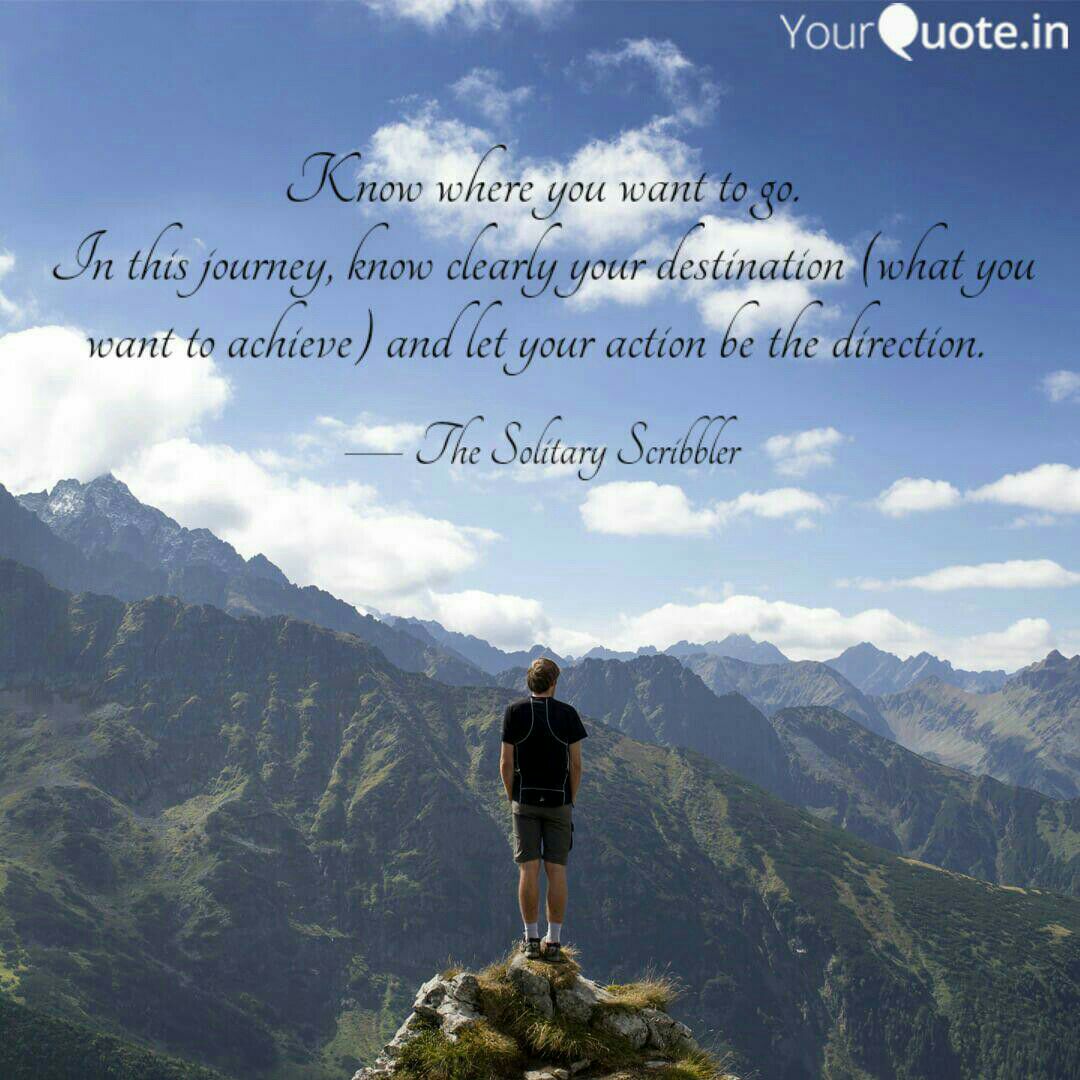 YourQuote.in
Know where you want to go.
In this journey, know clearly your destination (what you
want to achieve) and let your action be the direction.
— The Solitary Scribbler